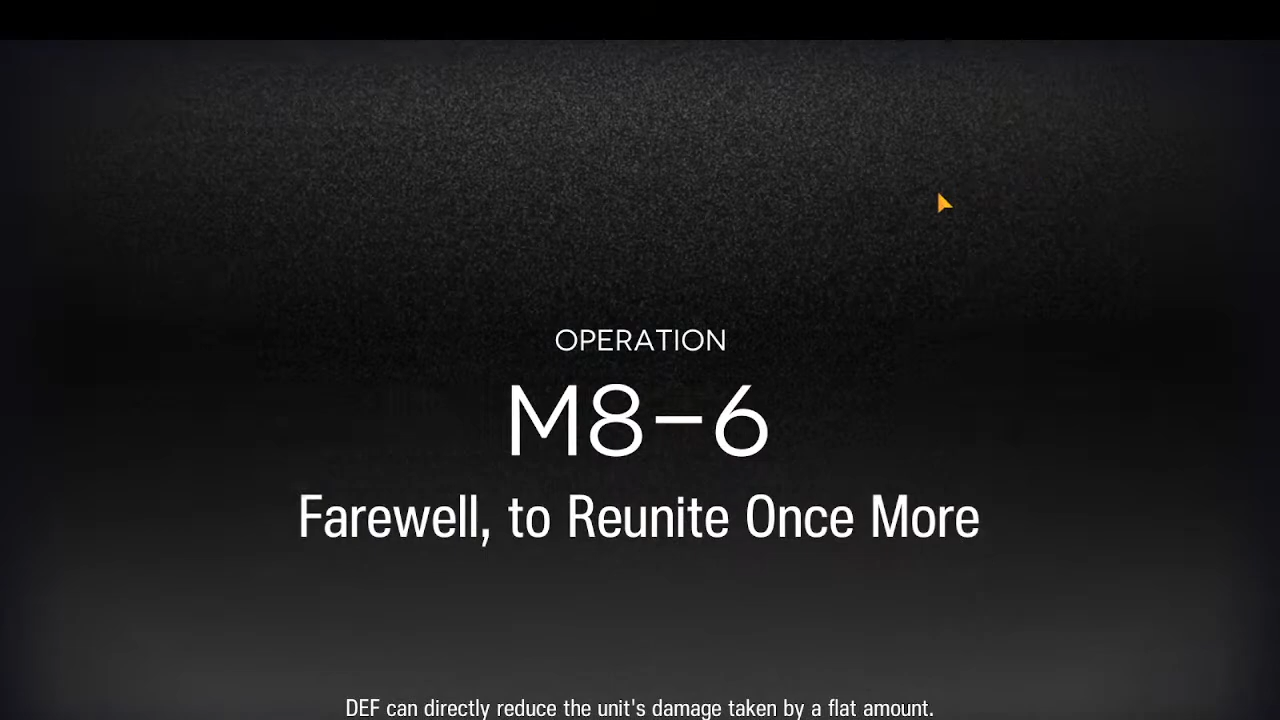 OPERATION
M8-6
Farewell, to Reunite Once More
DEF can directly reduce the unit's damage taken by a flat amount.